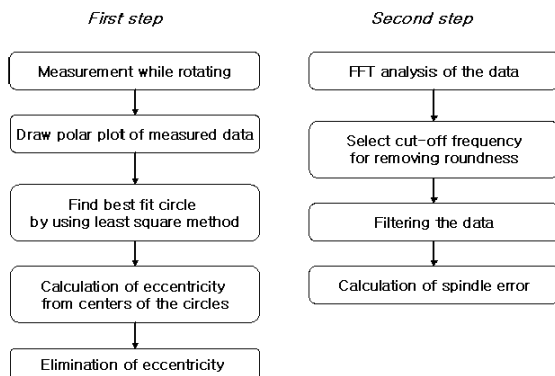 First step
Measurement while rotating
Draw polar plot of measured data
Find best fit circle
by using least square method
Calculation of eccentricity
from centers of the circles
Elimination of eccentricity
Second step
FFT analysis of the data
Select cut-off frequency
for removing roundness
Filtering the data
Calculation of spindle error